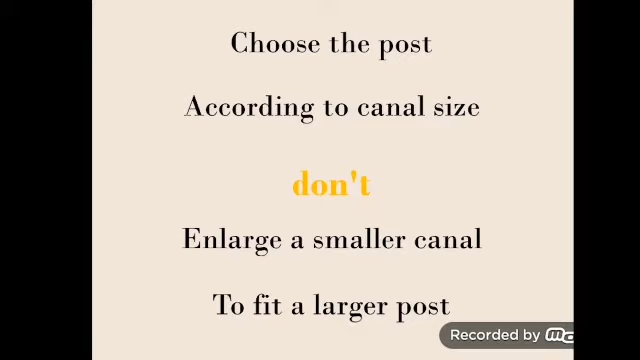 Choose the post
According to canal size
don't
Enlarge a smaller canal
To fit a larger post
Recorded by